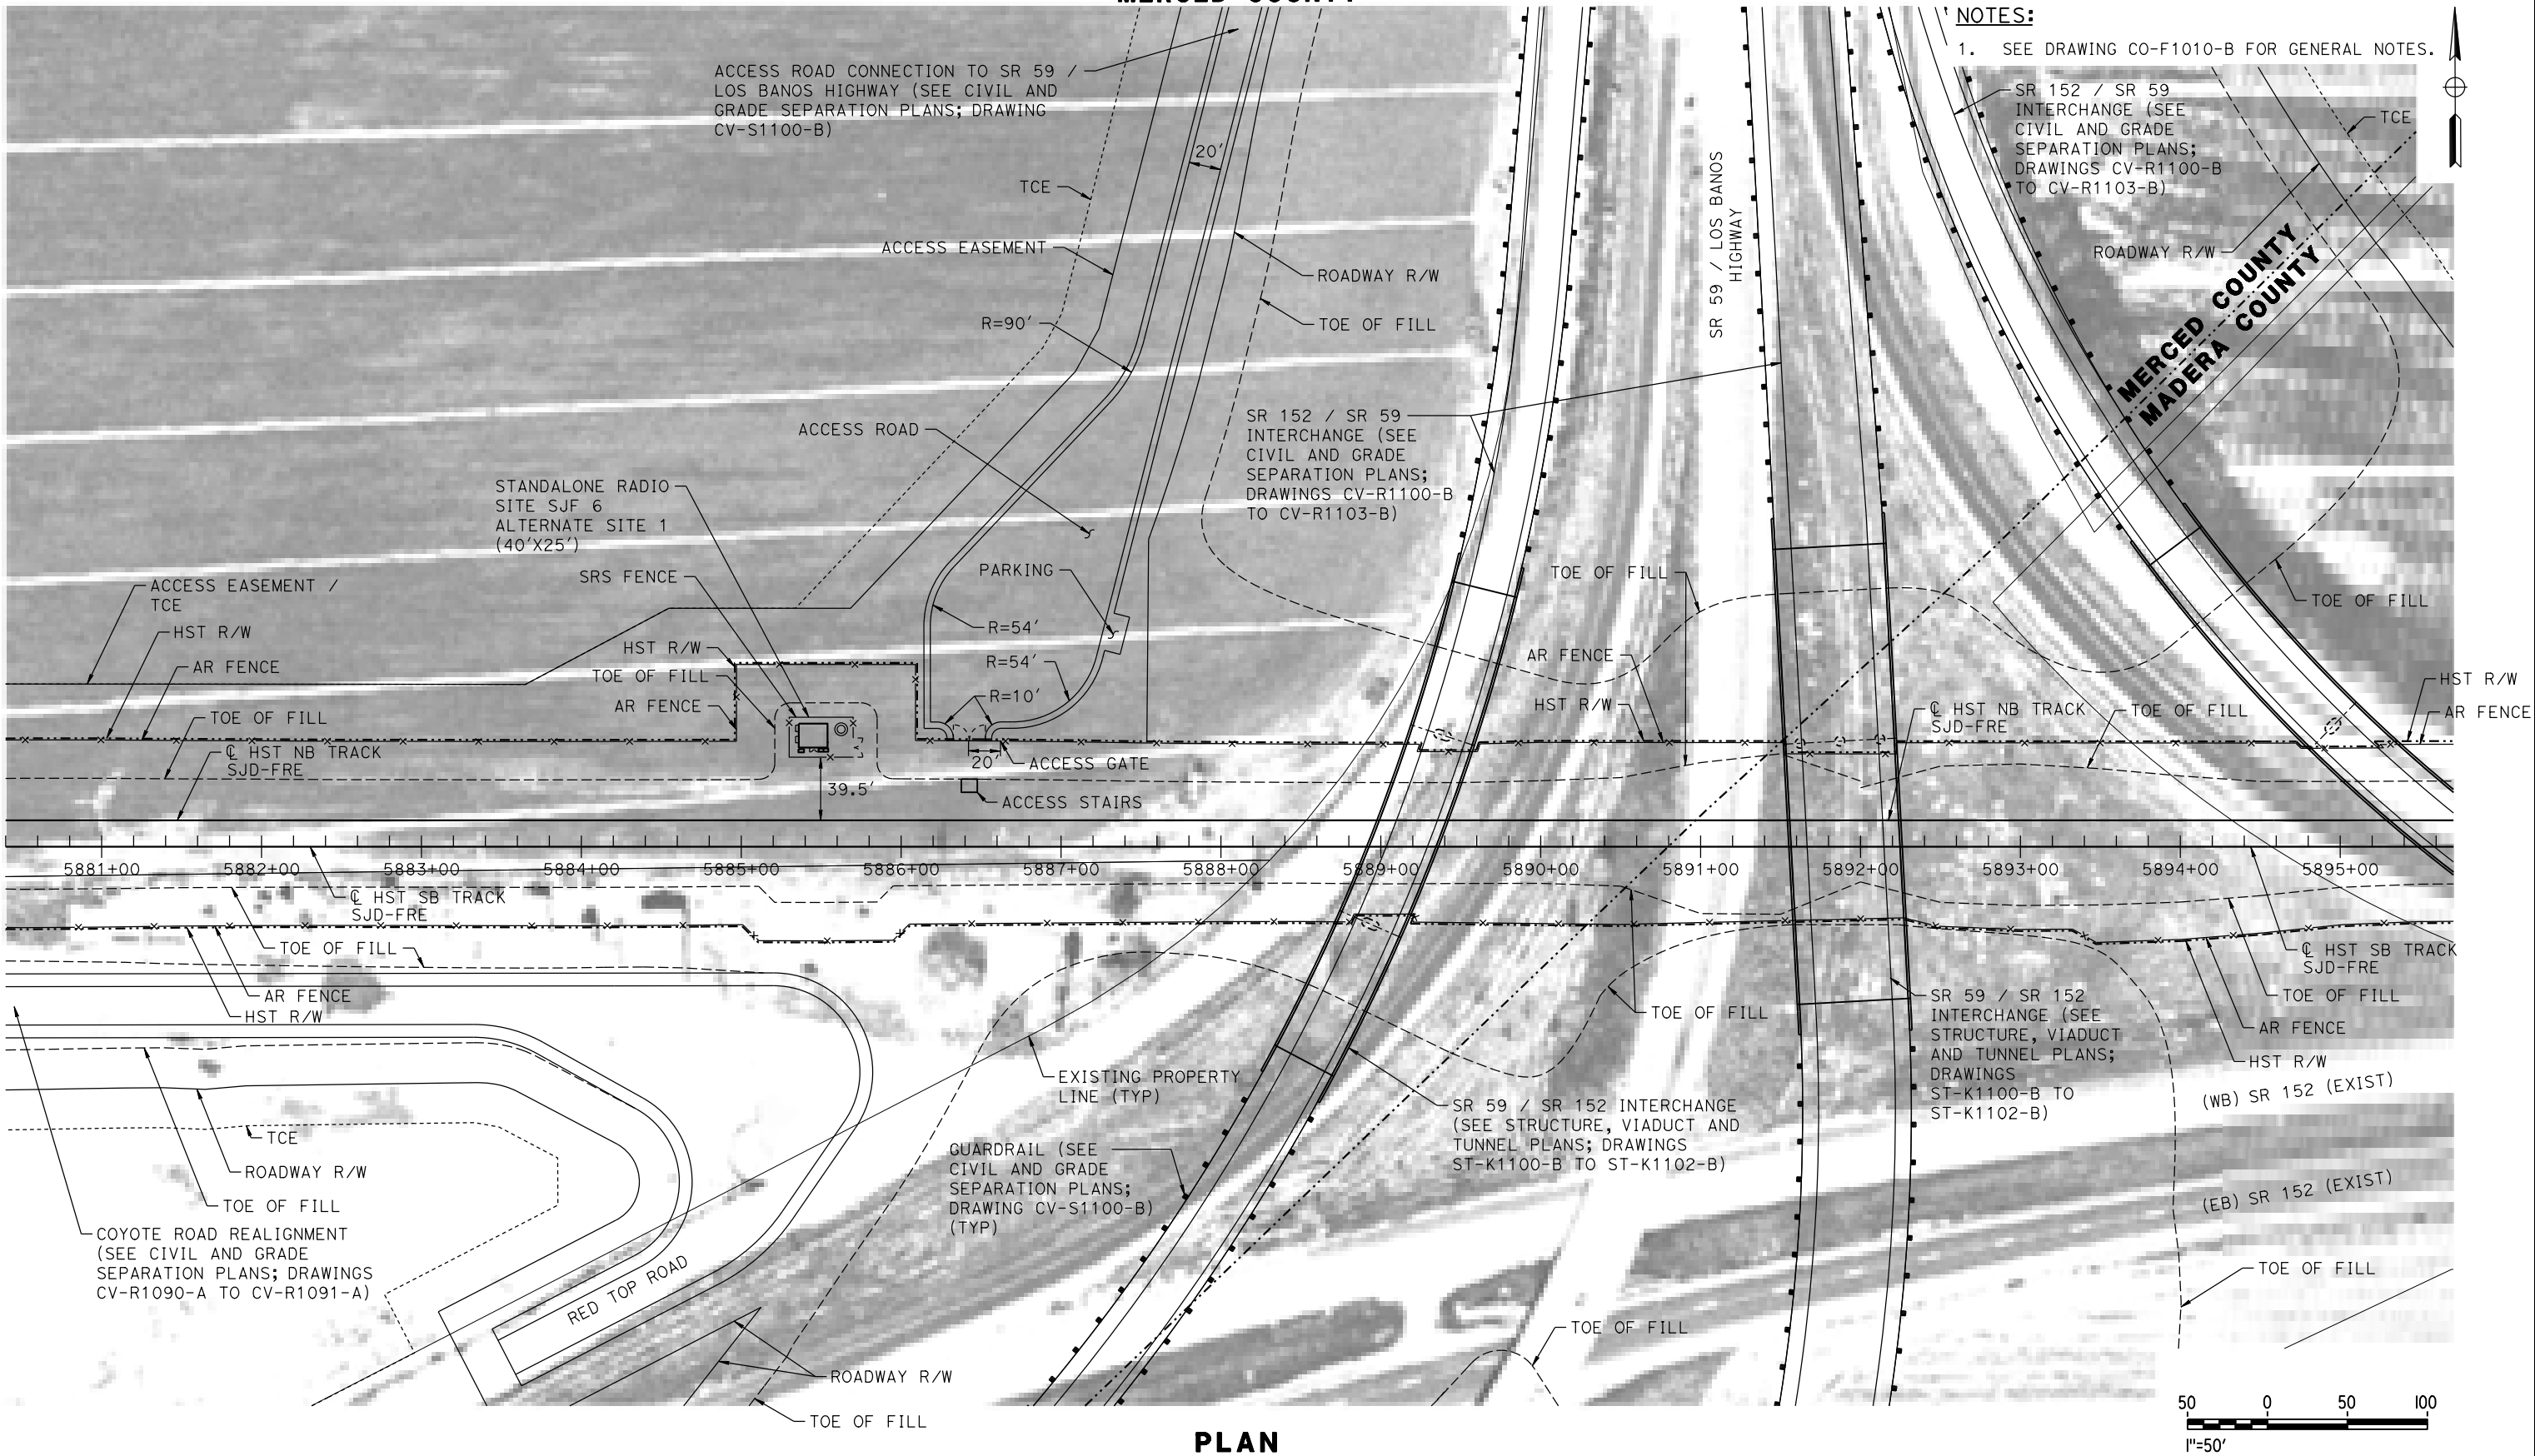 MERCED COUNTY
NOTES:
1. SEE DRAWING CO-F1010-B FOR GENERAL NOTES.
ACCESS ROAD CONNECTION TO SR 59 /
LOS BANOS HIGHWAY (SEE CIVIL AND
GRADE SEPARATION PLANS; DRAWING
CV-S1100-B)
SR 152 / SR 59
INTERCHANGE (SEE
CIVIL AND GRADE
SEPARATION PLANS;
DRAWINGS CV-R1100-B
TO CV-R1103-B)
TCE
20'
TCE
ACCESS EASEMENT
ROADWAY R/W
TOE OF FILL
R=90'
SR 59 / LOS BANOS
HIGHWAY
ROADWAY R/W
MERCED COUNTY
MADERA COUNTY
ACCESS ROAD
SR 152 / SR 59
INTERCHANGE (SEE
CIVIL AND GRADE
SEPARATION PLANS;
DRAWINGS CV-R1100-B
TO CV-R1103-B)
STANDALONE RADIO
SITE SJF 6
ALTERNATE SITE 1
(40'X25')
SRS FENCE
PARKING
TOE OF FILL
TOE OF FILL
ACCESS EASEMENT /
TCE
HST R/W
AR FENCE
R=54'
HST R/W
R=54'
TOE OF FILL
R=10'
AR FENCE
AR FENCE
HST R/W
HST R/W
AR FENCE
TOE OF FILL
℄ HST NB TRACK
SJD-FRE
℄ HST NB TRACK
SJD-FRE
TOE OF FILL
20'
ACCESS GATE
39.5'
ACCESS STAIRS
5881+00
5882+00
5883+00
5884+00
5885+00
5886+00
5887+00
5888+00
5889+00
5890+00
5891+00
5892+00
5893+00
5894+00
5895+00
℄ HST SB TRACK
SJD-FRE
TOE OF FILL
AR FENCE
HST R/W
℄ HST SB TRACK
SJD-FRE
TOE OF FILL
AR FENCE
HST R/W
TOE OF FILL
SR 59 / SR 152
INTERCHANGE (SEE
STRUCTURE, VIADUCT
AND TUNNEL PLANS;
DRAWINGS
ST-K1100-B TO
ST-K1102-B)
EXISTING PROPERTY
LINE (TYP)
(WB) SR 152 (EXIST)
SR 59 / SR 152 INTERCHANGE
(SEE STRUCTURE, VIADUCT AND
TUNNEL PLANS; DRAWINGS
ST-K1100-B TO ST-K1102-B)
TCE
ROADWAY R/W
TOE OF FILL
GUARDRAIL (SEE
CIVIL AND GRADE
SEPARATION PLANS;
DRAWING CV-S1100-B)
(TYP)
(EB) SR 152 (EXIST)
COYOTE ROAD REALIGNMENT
(SEE CIVIL AND GRADE
SEPARATION PLANS; DRAWINGS
CV-R1090-A TO CV-R1091-A)
RED TOP ROAD
TOE OF FILL
TOE OF FILL
ROADWAY R/W
TOE OF FILL
PLAN
50 0 50 100
1"=50'